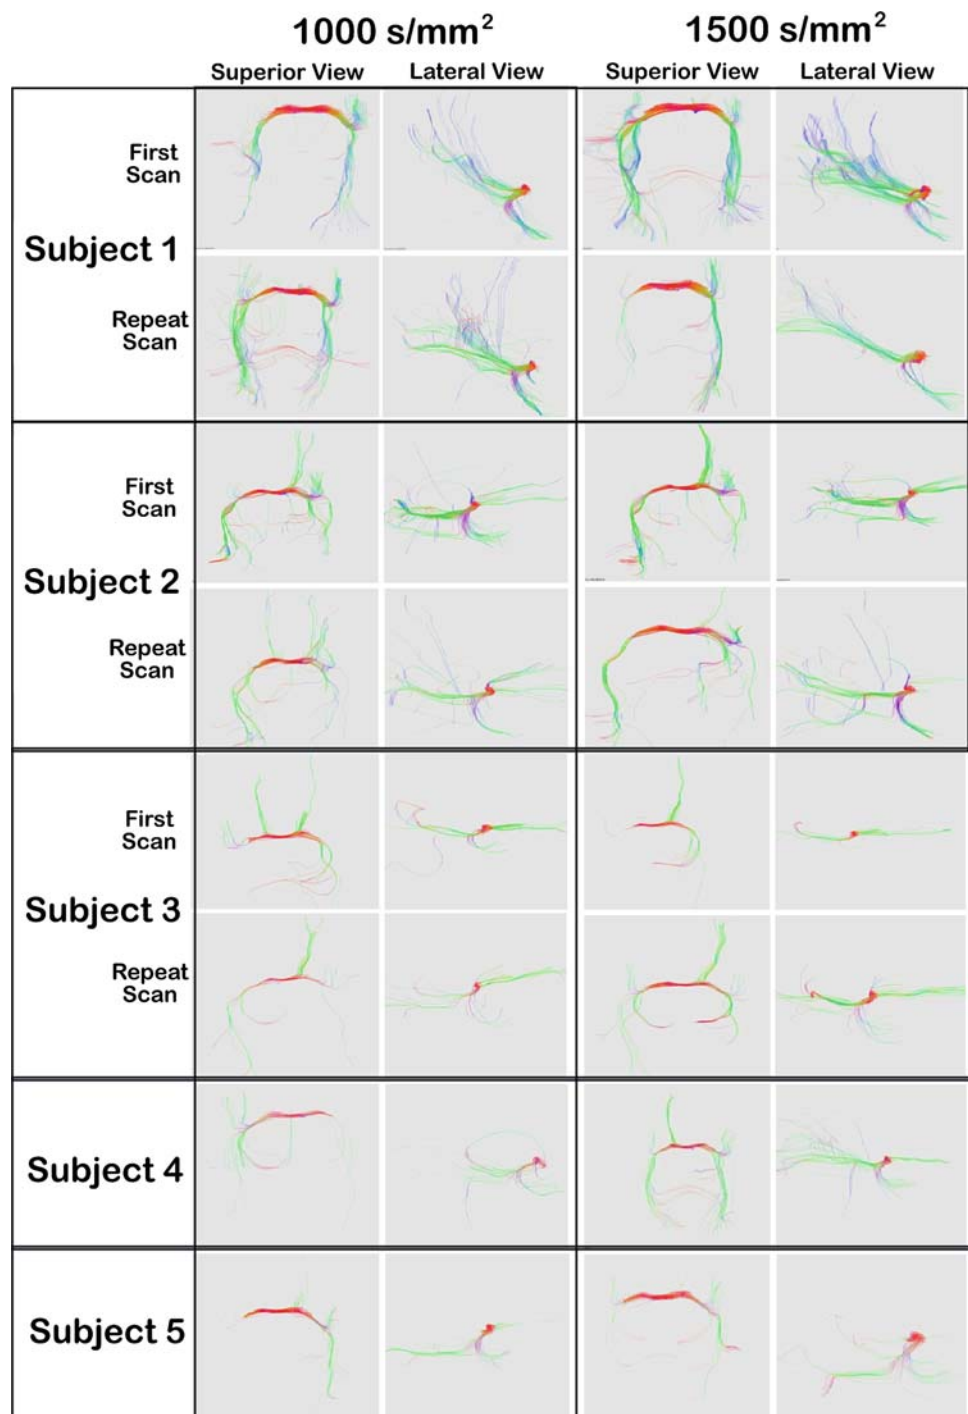 1000 s/mm² 1500 s/mm²
Superior View Lateral View Superior View Lateral View
First
Scan
Subject 1
Repeat
Scan
First
Scan
Subject 2
Repeat
Scan
First
Scan
Subject 3
Repeat
Scan
Subject 4
Subject 5